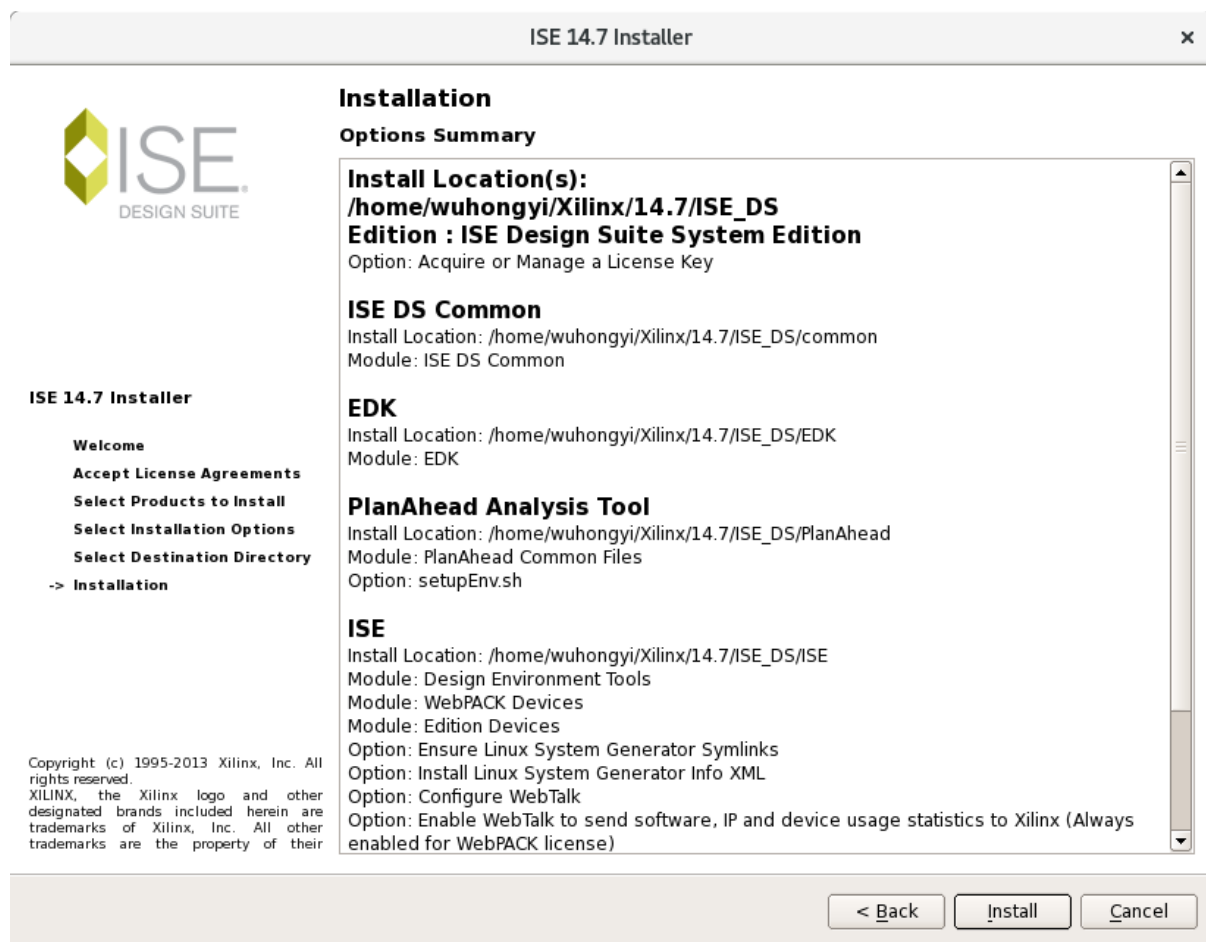 ISE 14.7 Installer
×
ISE.
DESIGN SUITE
ISE 14.7 Installer
Welcome
Accept License Agreements
Select Products to Install
Select Installation Options
Select Destination Directory
-> Installation
Copyright (c) 1995-2013 Xilinx, Inc. All
rights reserved.
XILINX, the Xilinx logo and other
designated brands included herein are
trademarks of Xilinx, Inc. All other
trademarks are the property of their
Installation
Options Summary
Install Location(s):
/home/wuhongyi/Xilinx/14.7/ISE_DS
Edition : ISE Design Suite System Edition
Option: Acquire or Manage a License Key
ISE DS Common
Install Location: /home/wuhongyi/Xilinx/14.7/ISE_DS/common
Module: ISE DS Common
EDK
Install Location: /home/wuhongyi/Xilinx/14.7/ISE_DS/EDK
Module: EDK
PlanAhead Analysis Tool
Install Location: /home/wuhongyi/Xilinx/14.7/ISE_DS/PlanAhead
Module: PlanAhead Common Files
Option: setupEnv.sh
ISE
Install Location: /home/wuhongyi/Xilinx/14.7/ISE_DS/ISE
Module: Design Environment Tools
Module: WebPACK Devices
Module: Edition Devices
Option: Ensure Linux System Generator Symlinks
Option: Install Linux System Generator Info XML
Option: Configure WebTalk
Option: Enable WebTalk to send software, IP and device usage statistics to Xilinx (Always
enabled for WebPACK license)
< Back
Install
Cancel